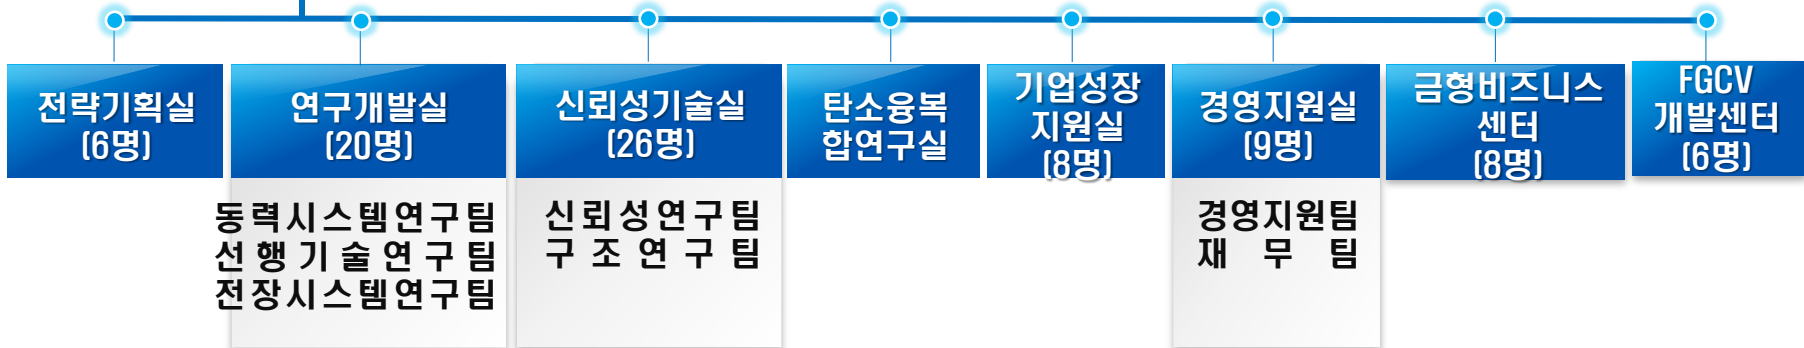 전략기획실
(6명)
연구개발실
(20명)
동력시스템연구팀
선행기술연구팀
전장시스템연구팀
신뢰성기술실
(26명)
신뢰성연구팀
구조연구팀
탄소융복
합연구실
기업성장
지원실
(8명)
경영지원실
(9명)
경영지원팀
재무팀
금형비즈니스
센터
(8명)
FGCV
개발센터
(6명)